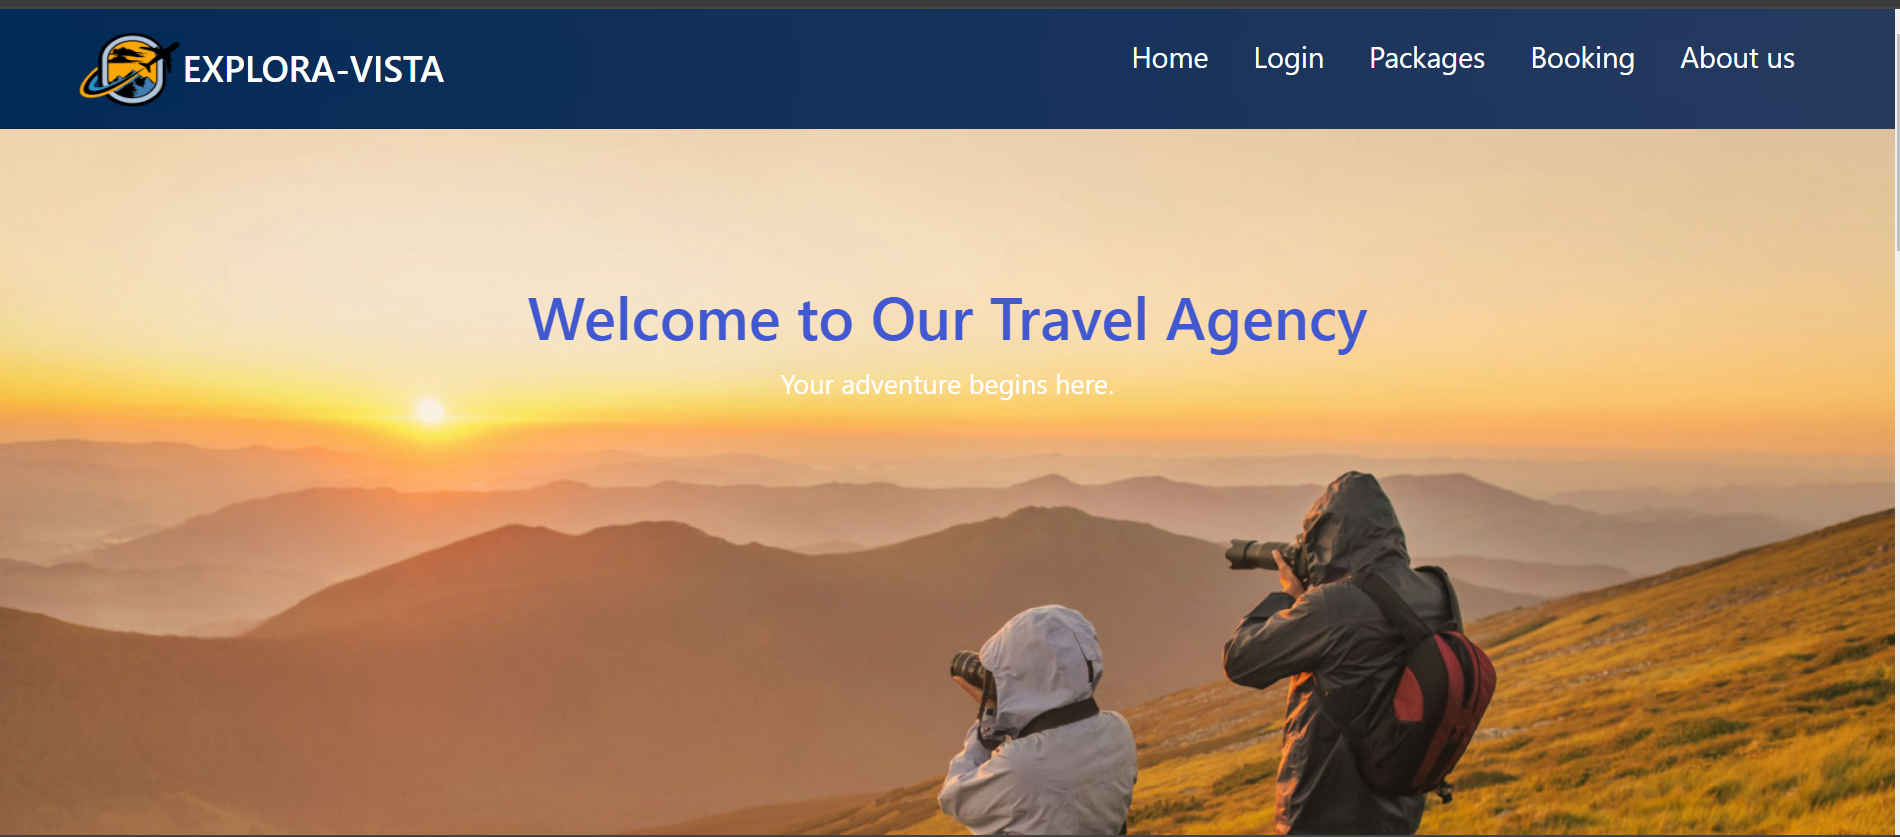 EXPLORA-VISTA
Home Login Packages Booking About us
Welcome to Our Travel Agency
Your adventure begins here.